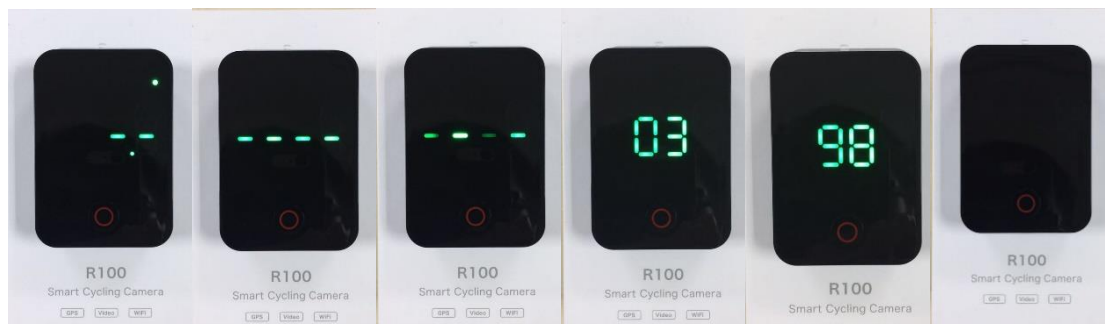 - -
R100
Smart Cycling Camera
GPS Video WiFi
- - - -
R100
Smart Cycling Camera
GPS Video WiFi
- - - -
R100
Smart Cycling Camera
GPS Video WiFi
03
R100
Smart Cycling Camera
GPS Video WiFi
98
R100
Smart Cycling Camera
R100
Smart Cycling Camera
GPS Video WiFi